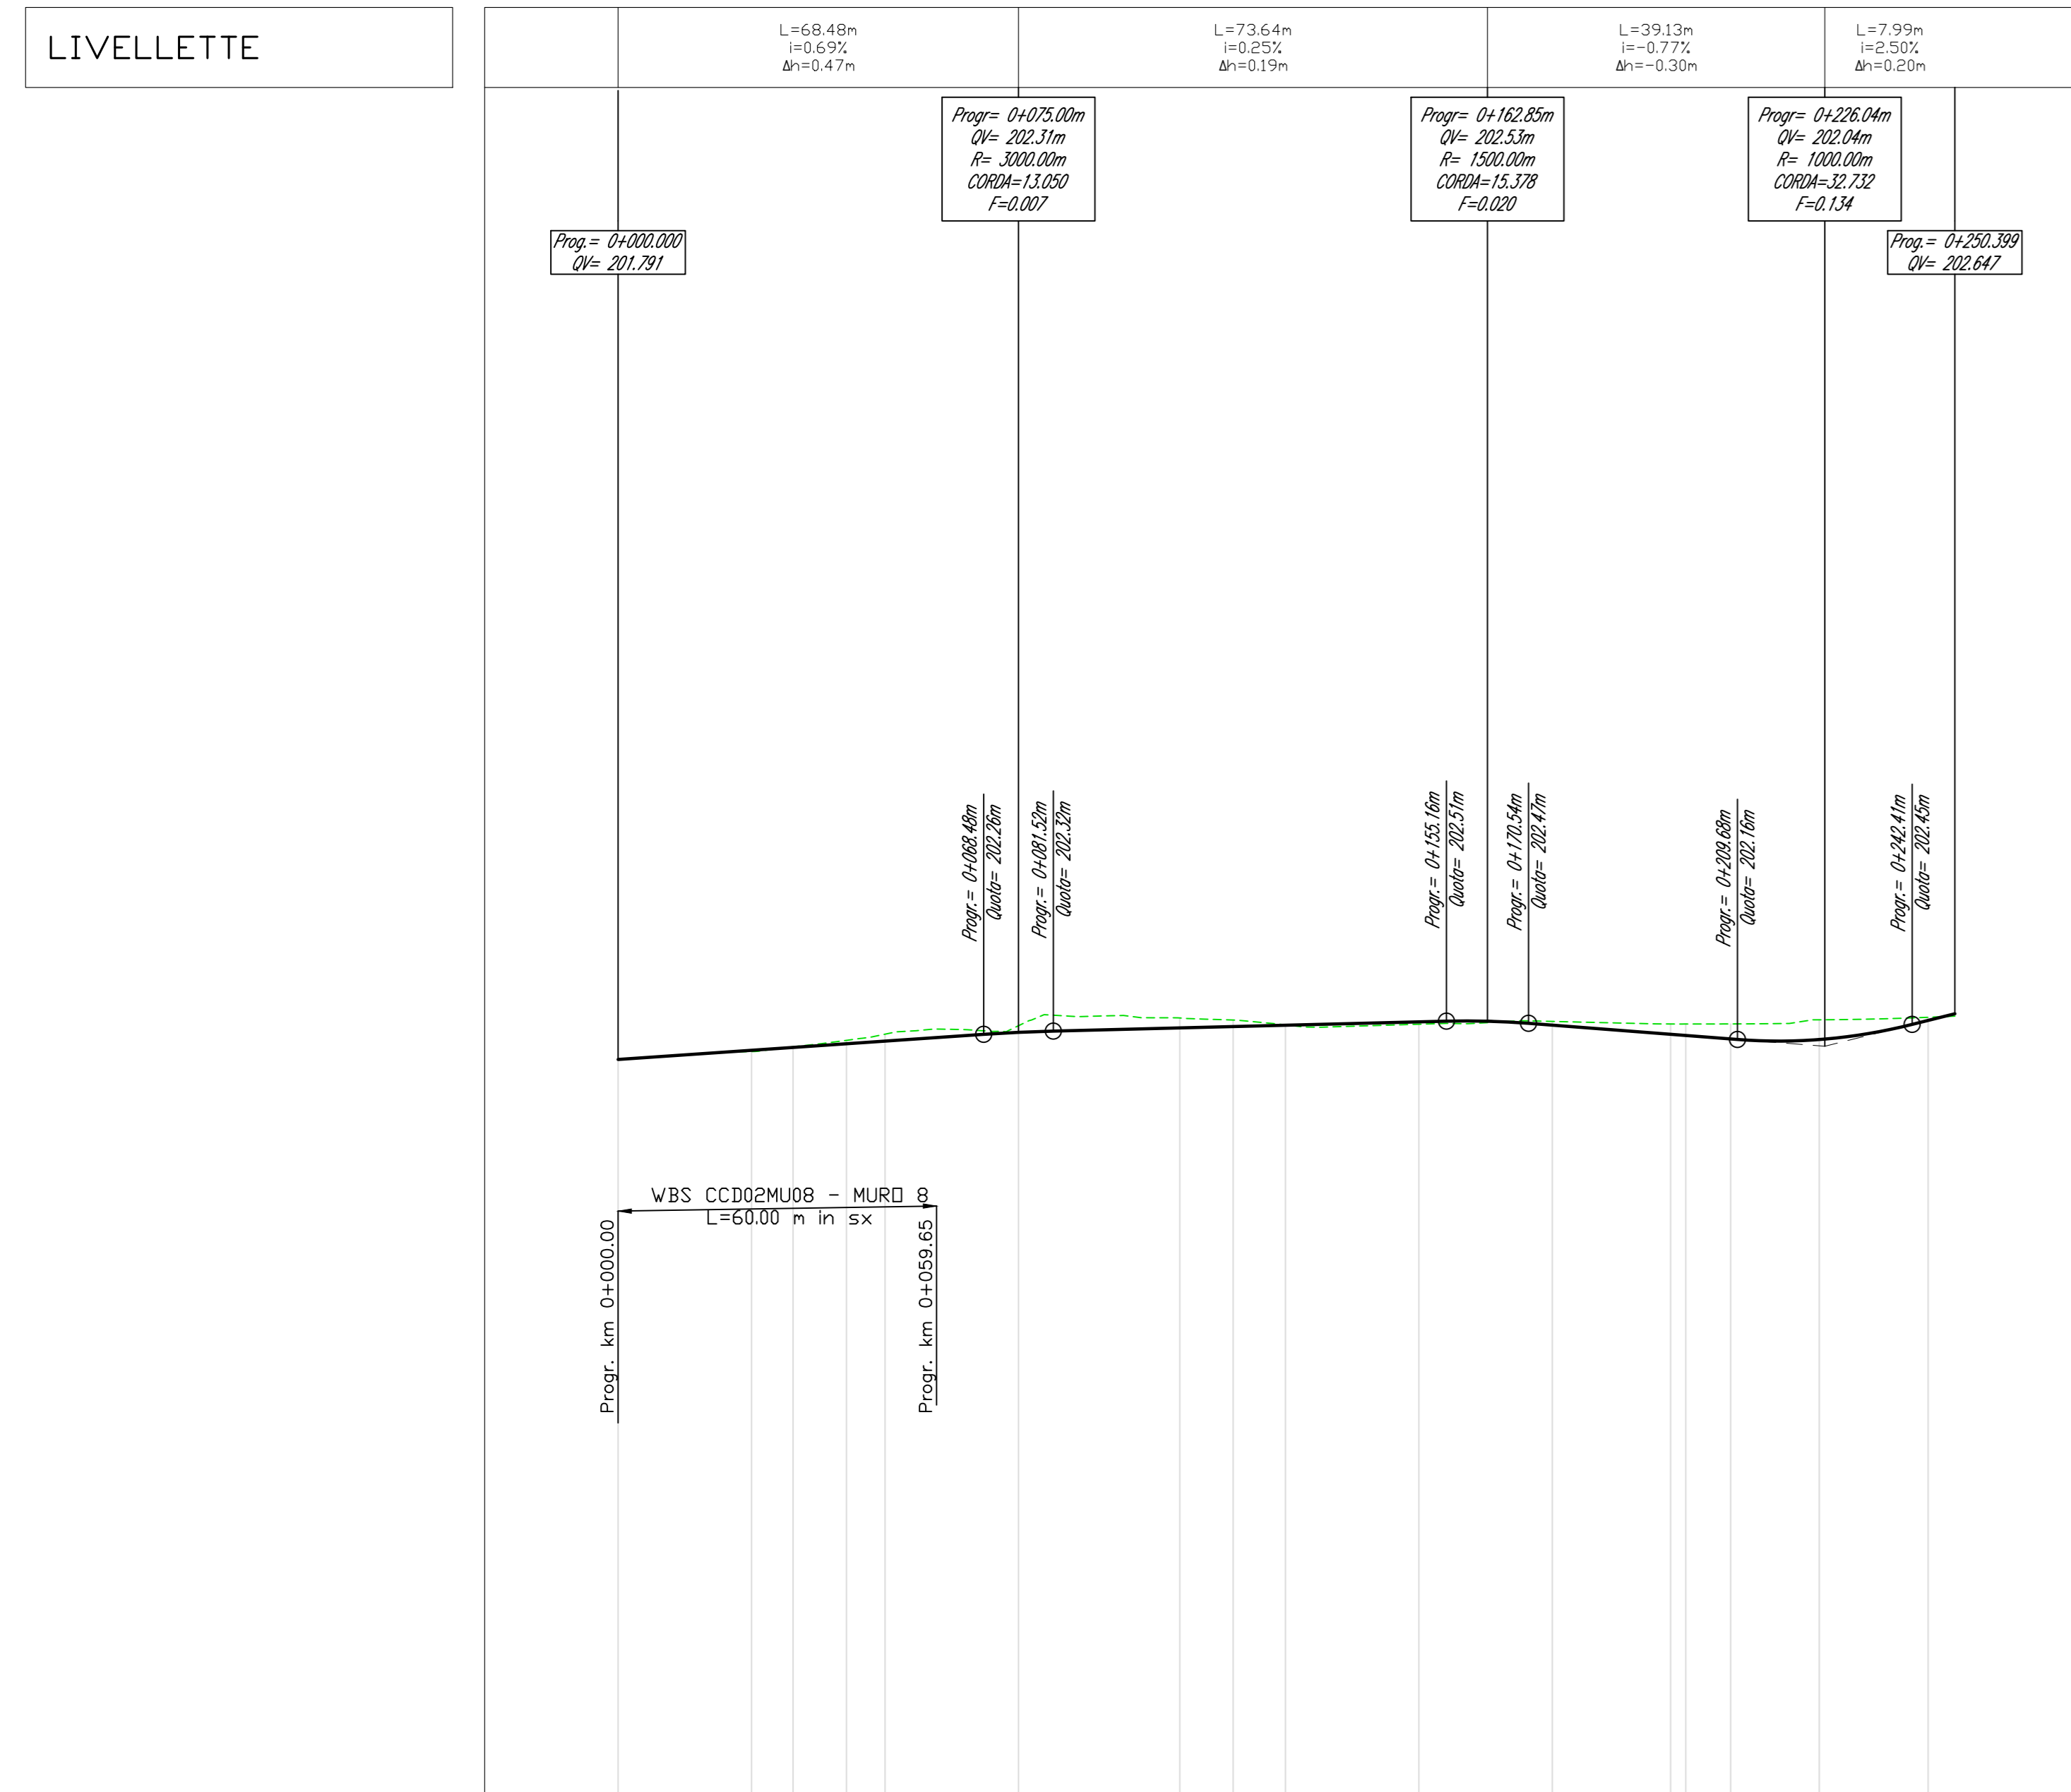 LIVELLETTE
L=68.48m
i=0.69%
Δh=0.47m
L=73.64m
i=0.25%
Δh=0.19m
L=39.13m
i=-0.77%
Δh=-0.30m
L=7.99m
i=2.50%
Δh=0.20m
Progr= 0+075.00m
QV= 202.31m
R= 3000.00m
CORDA=13.050
F=0.007
Progr= 0+162.85m
QV= 202.53m
R= 1500.00m
CORDA=15.378
F=0.020
Progr= 0+226.04m
QV= 202.04m
R= 1000.00m
CORDA=32.732
F=0.134
Prog.= 0+000.000
QV= 201.791
Prog.= 0+250.399
QV= 202.647
Progr.= 0+068.48m
Quota= 202.26m
Progr.= 0+081.52m
Quota= 202.32m
Progr.= 0+155.16m
Quota= 202.51m
Progr.= 0+170.54m
Quota= 202.47m
Progr.= 0+209.68m
Quota= 202.16m
Progr.= 0+242.41m
Quota= 202.45m
WBS CCD02MU08 - MURO 8
L=60.00 m in sx
Progr. km 0+000.00
Progr. km 0+059.65